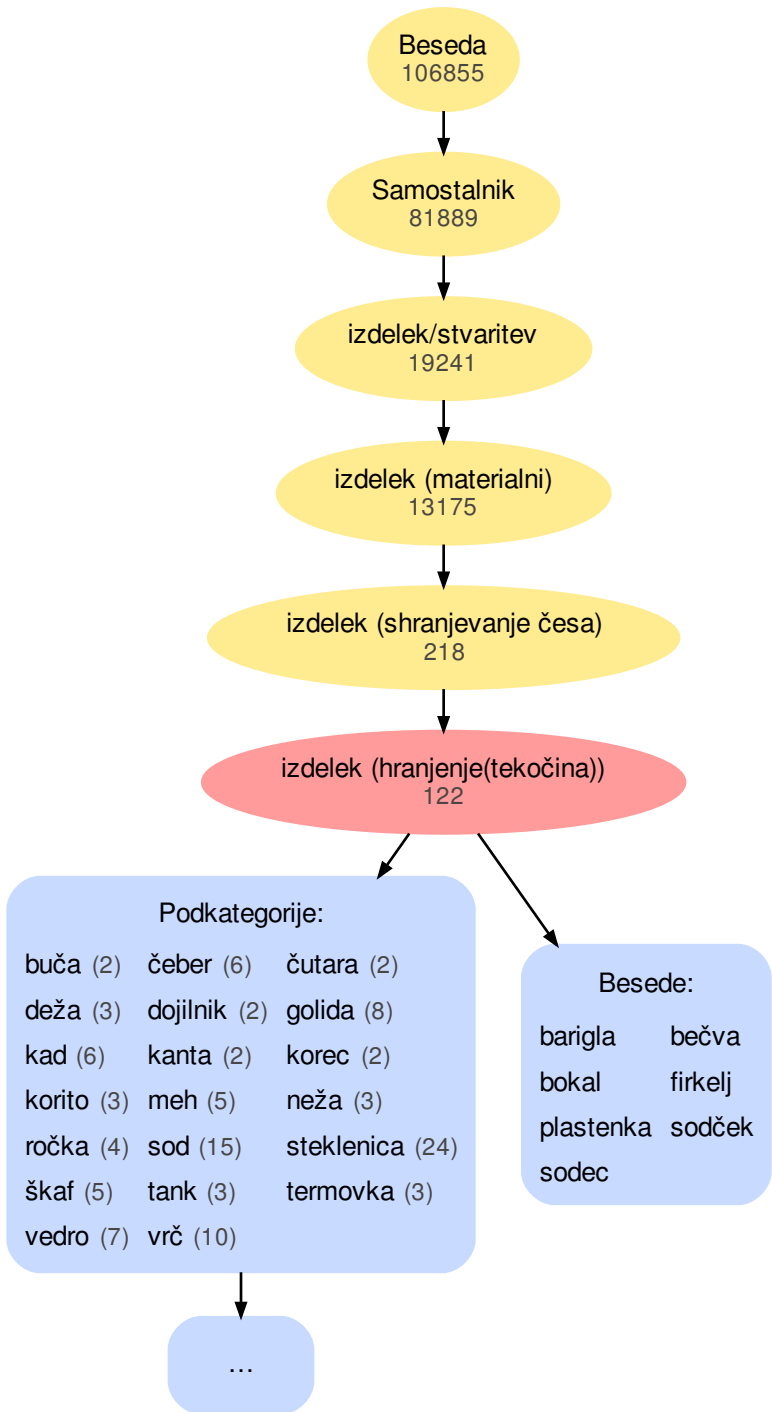 Beseda
106855
Samostalnik
81889
izdelek/stvaritev
19241
izdelek (materialni)
13175
izdelek (shranjevanje česa)
218
izdelek (hranjenje(tekočina))
122
Podkategorije:
buča (2) čeber (6) čutara (2)
deža (3) dojilnik (2) golida (8)
kad (6) kanta (2) korec (2)
korito (3) meh (5) neža (3)
ročka (4) sod (15) steklenica (24)
škaf (5) tank (3) termovka (3)
vedro (7) vrč (10)
Besede:
barigla bečva
bokal firkelj
plastenka sodček
sodec
...